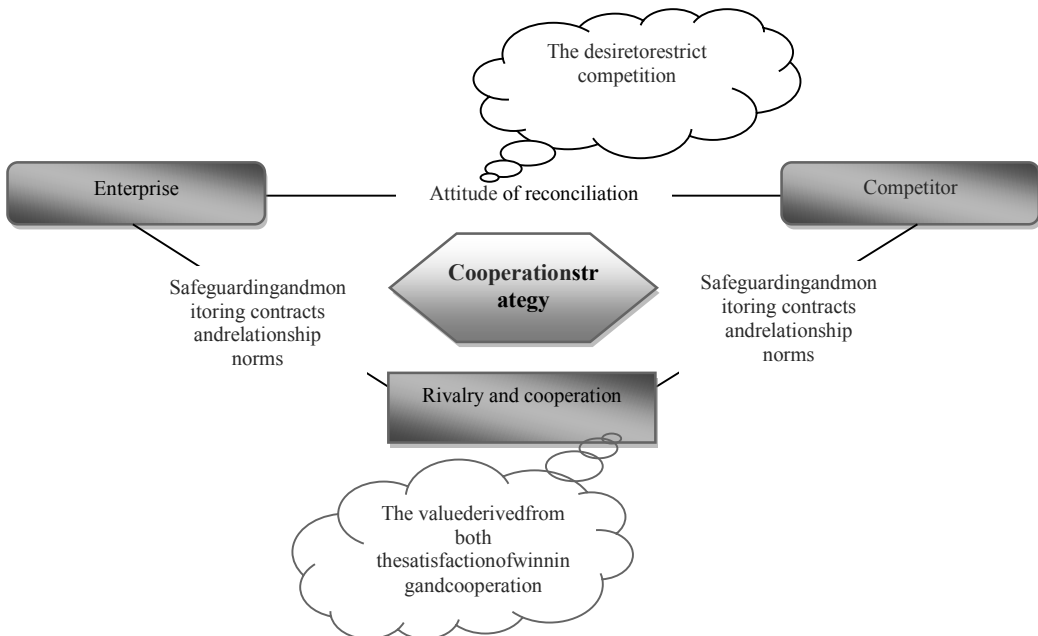 The desiretorestrict
competition
Enterprise
Attitude of reconciliation
Competitor
Safeguardingandmon
itoring contracts
andrelationship
norms
Cooperationstr
ategy
Safeguardingandmon
itoring contracts
andrelationship
norms
Rivalry and cooperation
The valuederivedfrom
both
thesatisfactionofwinnin
gandcooperation